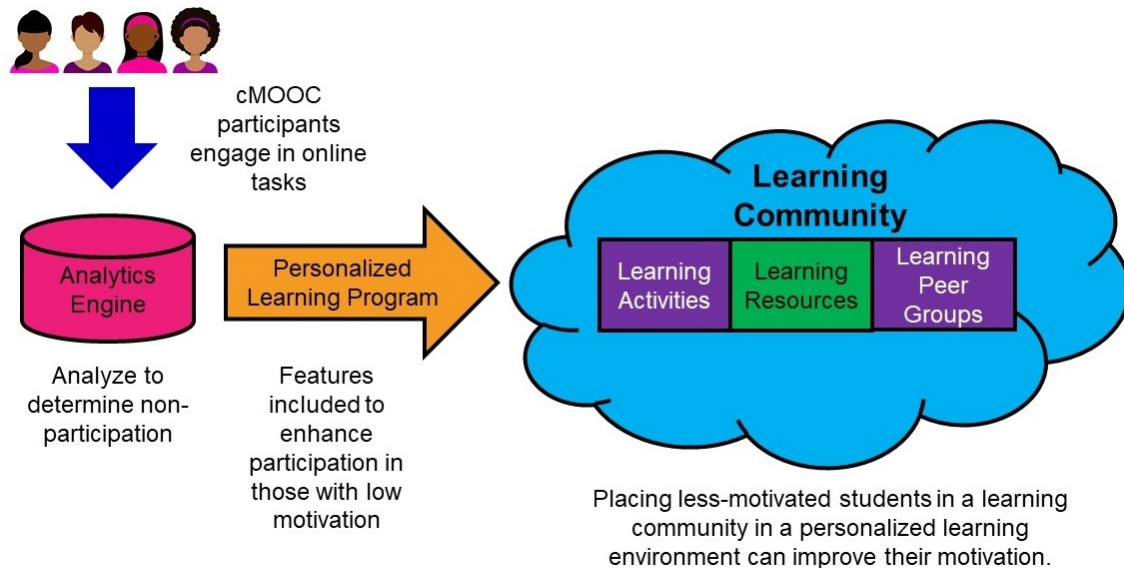 cMOOC
participants
engage in online
tasks
Analytics
Engine
Analyze to
determine non-
participation
Personalized
Learning Program
Features
included to
enhance
participation in
those with low
motivation
Learning
Community
Learning
Activities
Learning
Resources
Learning
Peer
Groups
Placing less-motivated students in a learning
community in a personalized learning
environment can improve their motivation.